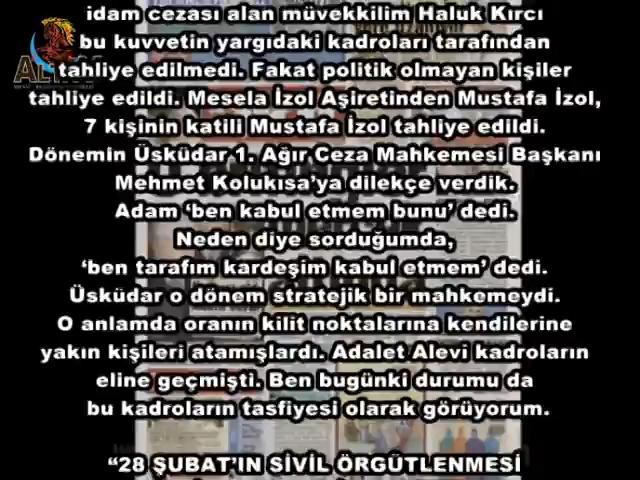 idam cezası alan müvekkilim Haluk Kırcı
bu kuvvetin yargıdaki kadroları tarafından
tahliye edilmedi. Fakat politik olmayan kişiler
tahliye edildi. Mesela İzol Aşiretinden Mustafa İzol,
7 kişinin katili Mustafa İzol tahliye edildi.
Dönemin Üsküdar 1. Ağır Ceza Mahkemesi Başkanı
Mehmet Kolukısa’ya dilekçe verdik.
Adam ‘ben kabul etmem bunu’ dedi.
Neden diye sorduğumda,
‘ben tarafım kardeşim kabul etmem’ dedi.
Üsküdar o dönem stratejik bir mahkemeydi.
O anlamda oranın kilit noktalarına kendilerine
yakın kişileri atamışlardı. Adalet Alevi kadroların
eline geçmişti. Ben bugünki durumu da
bu kadroların tasfiyesi olarak görüyorum.
“28 ŞUBAT’IN SİVİL ÖRGÜTLENMESİ